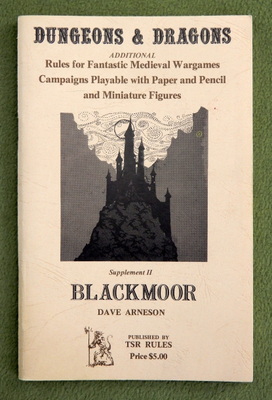 DUNGEONS & DRAGONS
ADDITIONAL
Rules for Fantastic Medieval Wargames
Campaigns Playable with Paper and Pencil
and Miniature Figures
Supplement II
BLACKMOOR
DAVE ARNESON
PUBLISHED BY
TSR RULES
Price $5.00